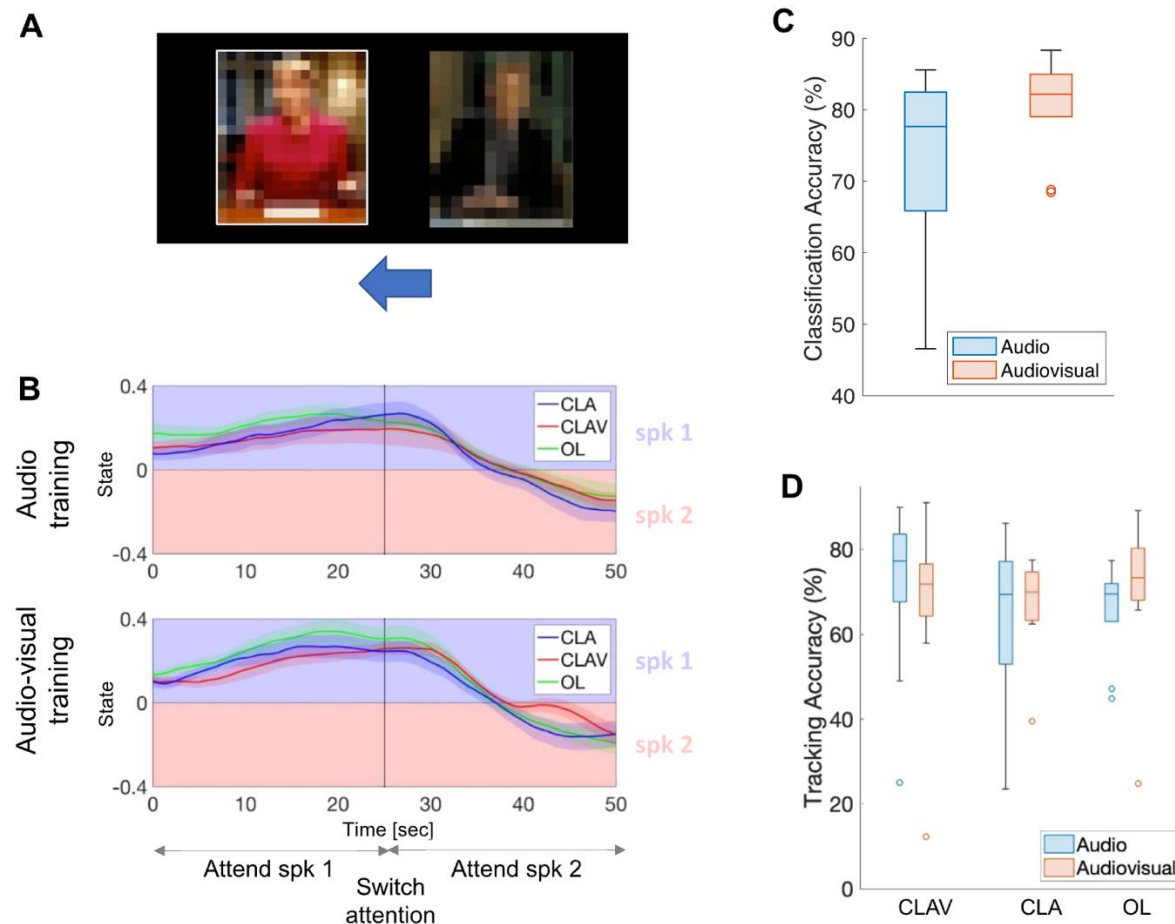 A
B
Audio
training
State
0.4
0
-0.4
CLA
CLAV
OL
spk 1
spk 2
0 10 20 30 40 50
Audio-visual
training
State
0.4
0
-0.4
CLA
CLAV
OL
spk 1
spk 2
0 10 20 30 40 50
Time [sec]
Attend spk 1
Attend spk 2
Switch
attention
C
Classification Accuracy (%)
90
80
70
60
50
40
Audio
Audiovisual
D
Tracking Accuracy (%)
80
60
40
20
0
Audio
Audiovisual
CLAV CLA OL